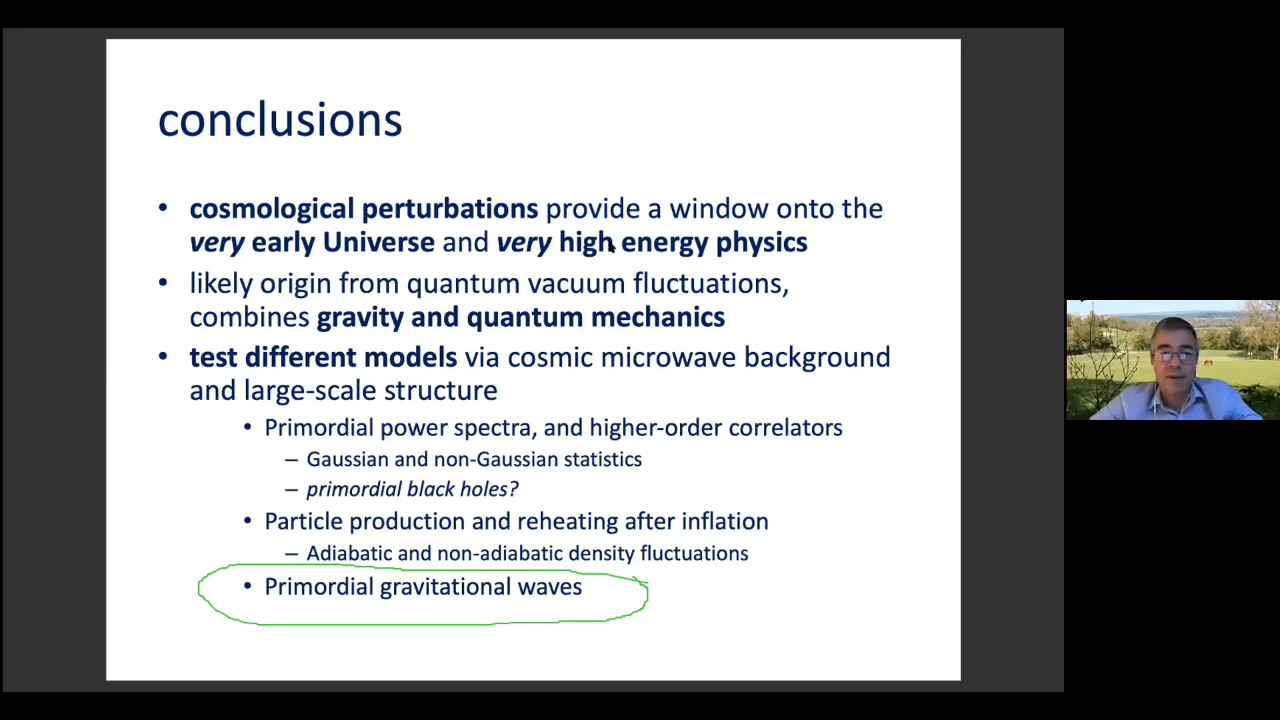 conclusions
• cosmological perturbations provide a window onto the
very early Universe and very high energy physics
• likely origin from quantum vacuum fluctuations,
combines gravity and quantum mechanics
• test different models via cosmic microwave background
and large-scale structure
• Primordial power spectra, and higher-order correlators
– Gaussian and non-Gaussian statistics
– primordial black holes?
• Particle production and reheating after inflation
– Adiabatic and non-adiabatic density fluctuations
• Primordial gravitational waves